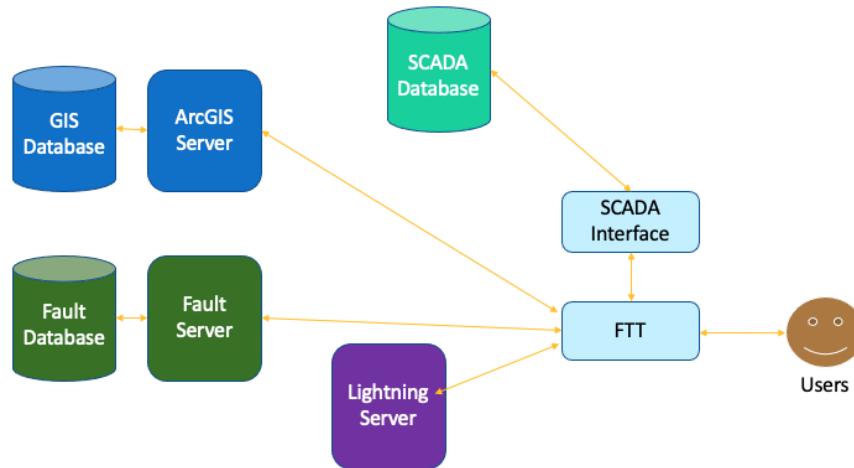 SCADA
Database
GIS
Database
ArcGIS
Server
SCADA
Interface
Fault
Database
Fault
Server
FTT
Lightning
Server
Users